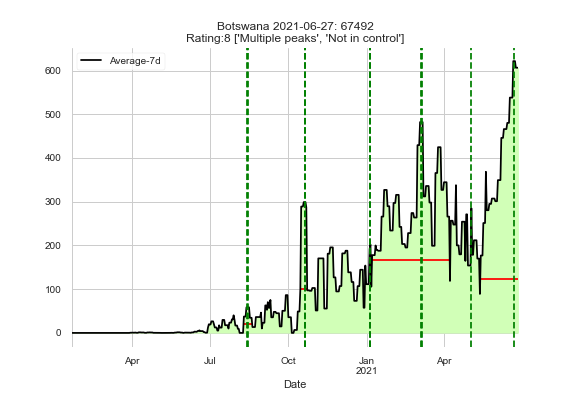 Botswana 2021-06-27: 67492
Rating:8 ['Multiple peaks', 'Not in control']
Average-7d
600
500
400
300
200
100
0
Apr
Jul
Oct
Jan
2021
Apr
Date